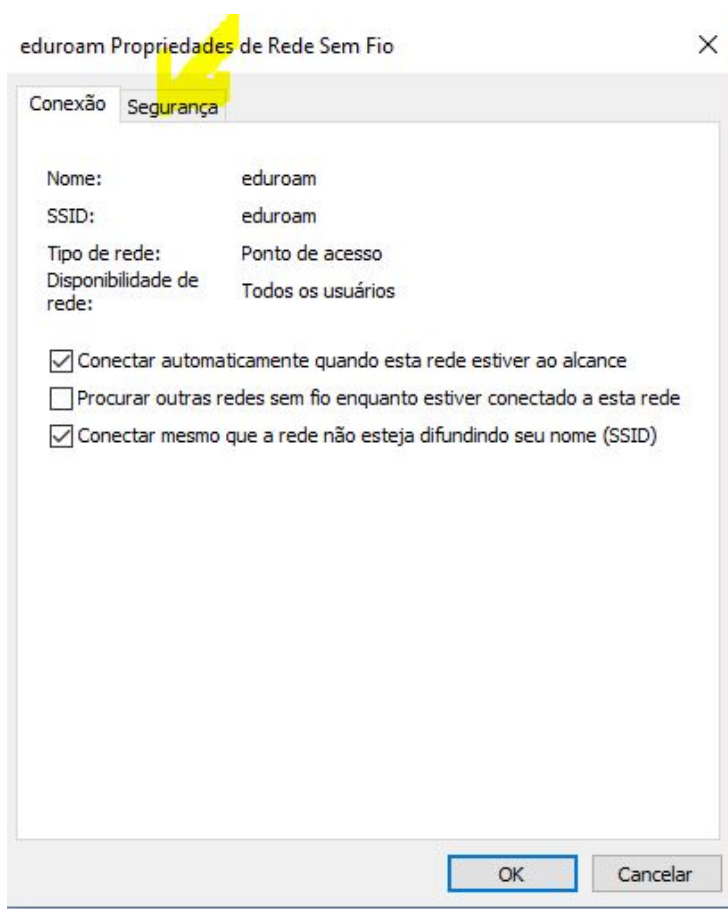 eduroam Propriedades de Rede Sem Fio
Conexão Segurança
Nome: eduroam
SSID: eduroam
Tipo de rede: Ponto de acesso
Disponibilidade de
rede: Todos os usuários
Conectar automaticamente quando esta rede estiver ao alcance
Procurar outras redes sem fio enquanto estiver conectado a esta rede
Conectar mesmo que a rede não esteja difundindo seu nome (SSID)
OK Cancelar